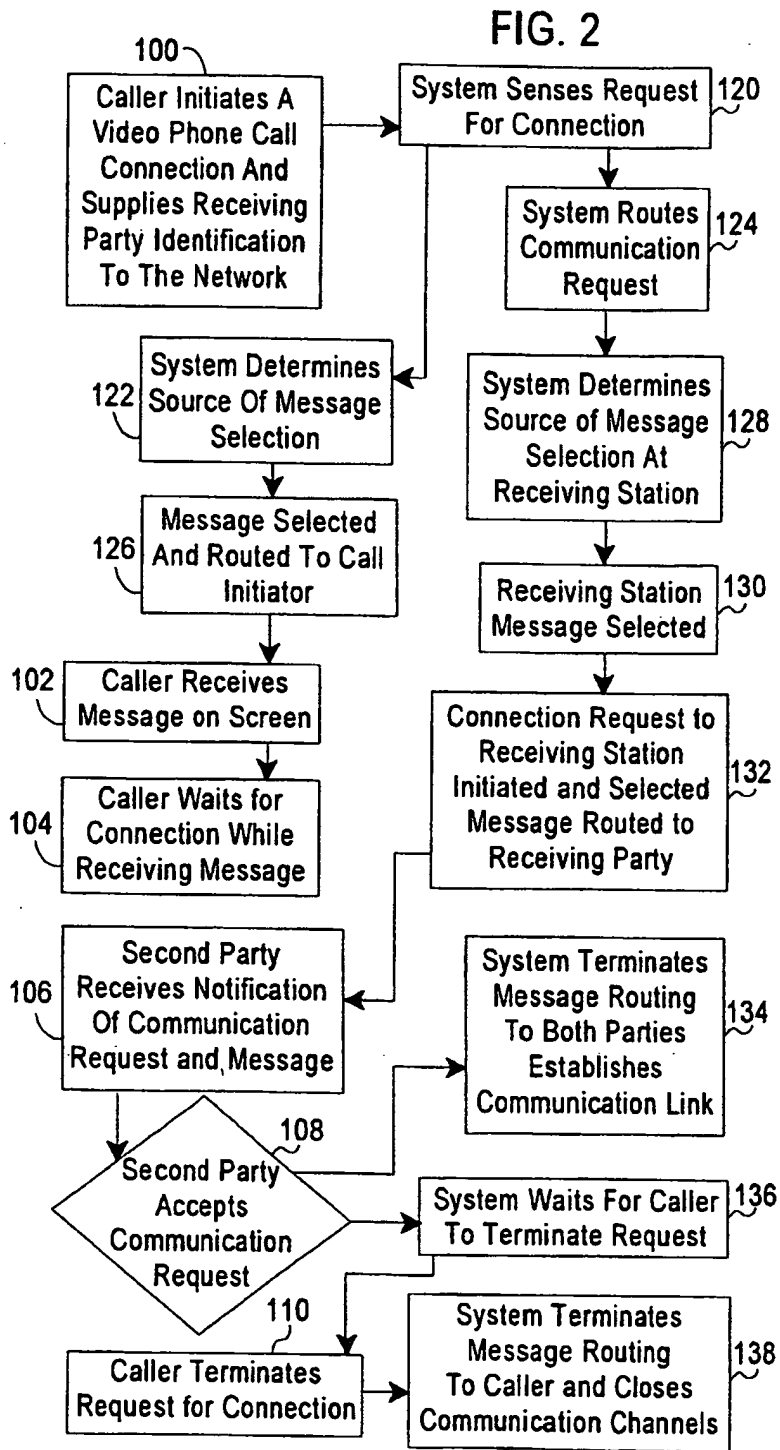 FIG. 2
100
Caller Initiates A
Video Phone Call
Connection And
Supplies Receiving
Party Identification
To The Network
System Senses Request
For Connection
120
System Routes
Communication
Request
124
System Determines
Source Of Message
Selection
122
System Determines
Source of Message
Selection At
Receiving Station
128
Message Selected
And Routed To Call
Initiator
126
Receiving Station
Message Selected
130
Caller Receives
Message on Screen
102
Connection Request to
Receiving Station
Initiated and Selected
Message Routed to
Receiving Party
132
Caller Waits for
Connection While
Receiving Message
104
Second Party
Receives Notification
Of Communication
Request and Message
106
System Terminates
Message Routing
To Both Parties
Establishes
Communication Link
134
108
Second Party
Accepts
Communication
Request
System Waits For Caller
To Terminate Request
136
110
Caller Terminates
Request for Connection
System Terminates
Message Routing
To Caller and Closes
Communication Channels
138